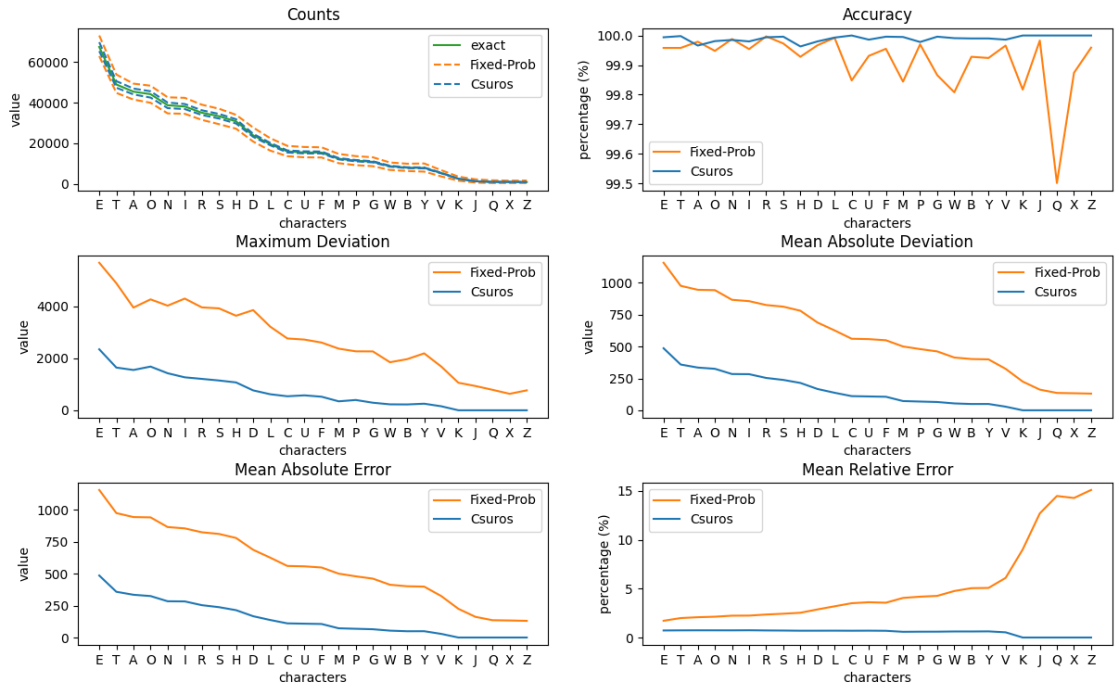 Counts
value
60000
40000
20000
0
exact
Fixed-Prob
Csuros
E T A O N I R S H D L C U F M P G W B Y V K J Q X Z
characters
Accuracy
percentage (%)
100.0
99.9
99.8
99.7
99.6
99.5
Fixed-Prob
Csuros
E T A O N I R S H D L C U F M P G W B Y V K J Q X Z
characters
Maximum Deviation
value
4000
2000
0
Fixed-Prob
Csuros
E T A O N I R S H D L C U F M P G W B Y V K J Q X Z
characters
Mean Absolute Deviation
value
1000
750
500
250
0
Fixed-Prob
Csuros
E T A O N I R S H D L C U F M P G W B Y V K J Q X Z
characters
Mean Absolute Error
value
1000
750
500
250
0
Fixed-Prob
Csuros
E T A O N I R S H D L C U F M P G W B Y V K J Q X Z
characters
Mean Relative Error
percentage (%)
15
10
5
0
Fixed-Prob
Csuros
E T A O N I R S H D L C U F M P G W B Y V K J Q X Z
characters